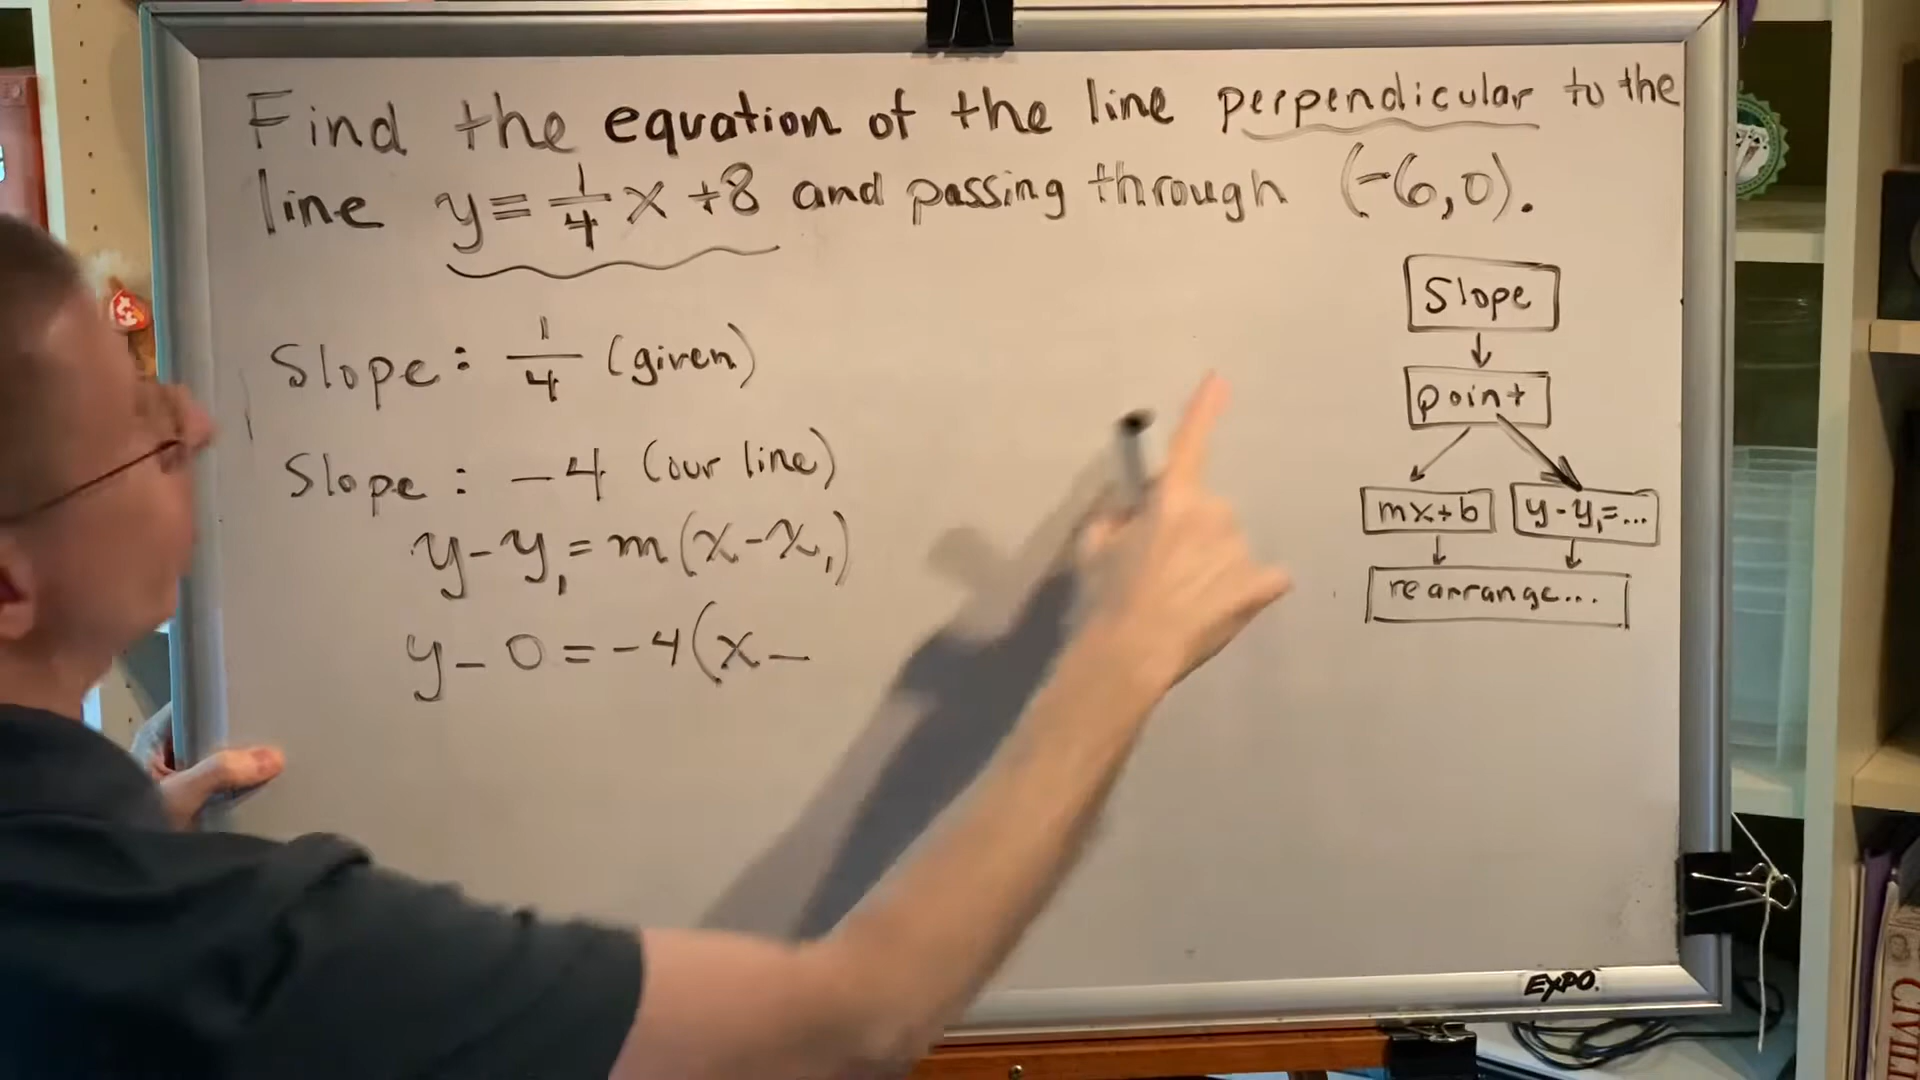 Find the equation of the line perpendicular to the
line y = 1/4 x + 8 and passing through (-6,0).
Slope: 1/4 (given)
Slope: -4 (our line)
y - y₁ = m(x - x₁)
y - 0 = -4(x -
Slope
point
mx+b
y - y₁ = ...
rearrange...
EXPO.